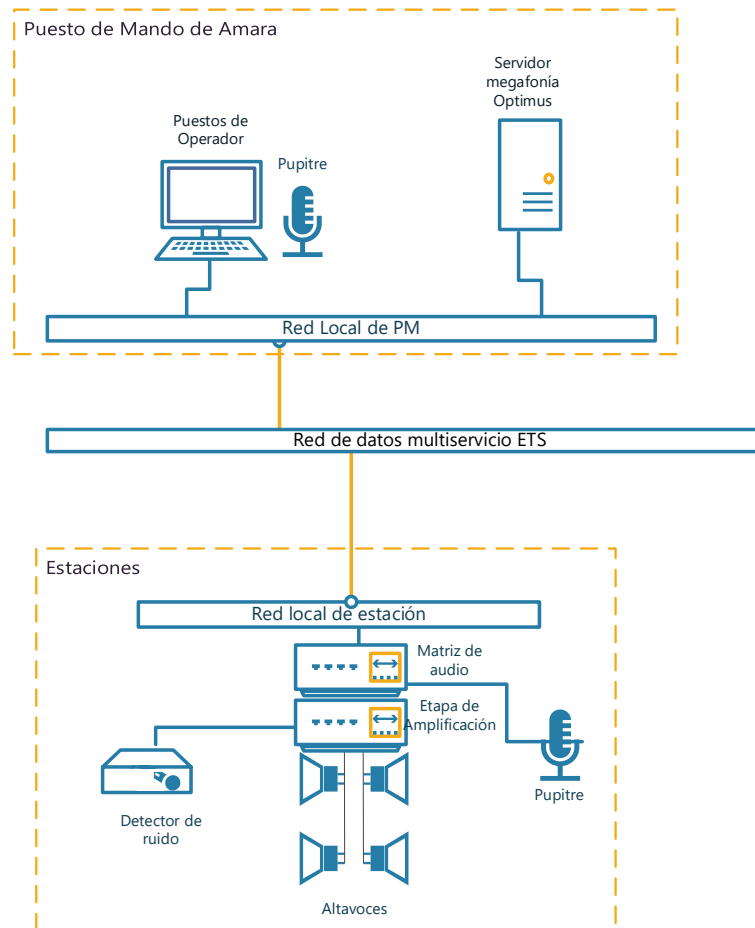 Puesto de Mando de Amara
Servidor
megafonía
Optimus
Puestos de
Operador
Pupitre
Red Local de PM
Red de datos multiservicio ETS
Estaciones
Red local de estación
Matriz de
audio
Etapa de
Amplificación
Pupitre
Detector de
ruido
Altavoces